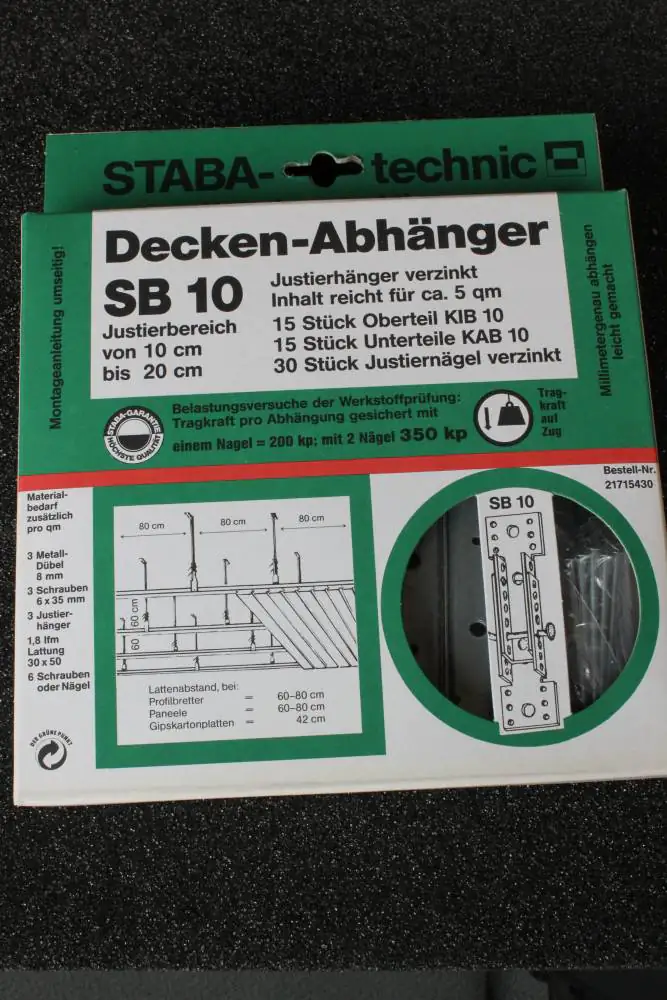 STABA-technic
Decken-Abhänger
SB 10
Justierbereich
von 10 cm
bis 20 cm
Justierhänger verzinkt
Inhalt reicht für ca. 5 qm
15 Stück Oberteil KIB 10
15 Stück Unterteile KAB 10
30 Stück Justiernägel verzinkt
Montageanleitung umseitig!
Millimetergenau abhängen
leicht gemacht
STABA-GARANTIE
HÖCHSTE QUALITÄT
Belastungsversuche der Werkstoffprüfung:
Tragkraft pro Abhängung gesichert mit
einem Nagel = 200 kp; mit 2 Nägel 350 kp
Trag-
kraft
auf
Zug
Bestell-Nr.
21715430
Material-
bedarf
zusätzlich
pro qm
3 Metall-
Dübel
8 mm
3 Schrauben
6 x 35 mm
3 Justier-
hänger
1,8 lfm
Lattung
30 x 50
6 Schrauben
oder Nägel
DER GRÜNE PUNKT
80 cm
80 cm
80 cm
60 cm
60
Lattenabstand, bei:
Profilbretter = 60-80 cm
Paneele = 60-80 cm
Gipskartonplatten = 42 cm
SB 10